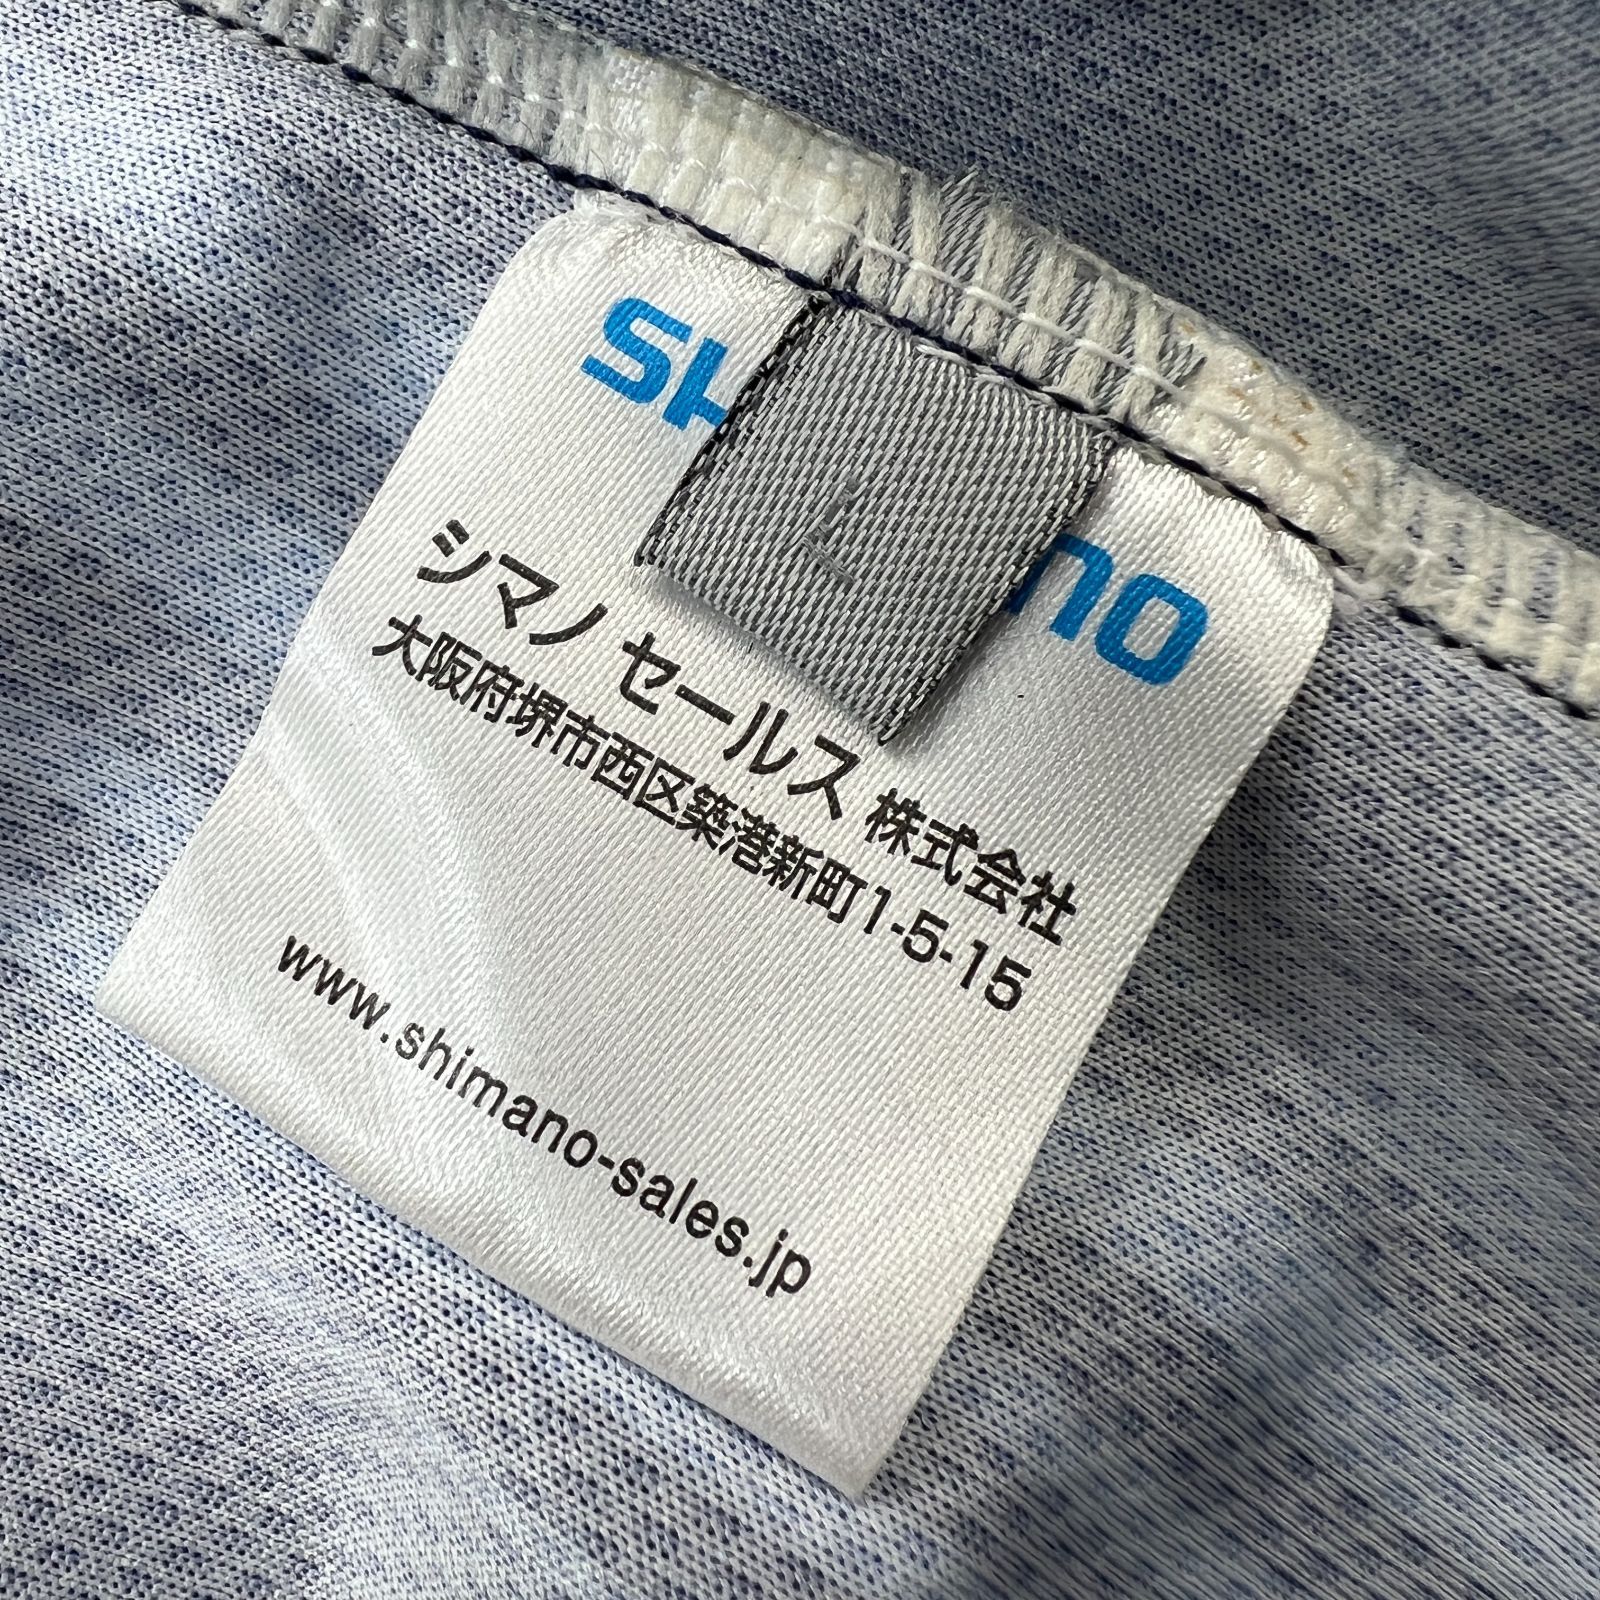 SHIMANO
L
シマノ セールス 株式会社
大阪府堺市西区築港新町1-5-15
www.shimano-sales.jp